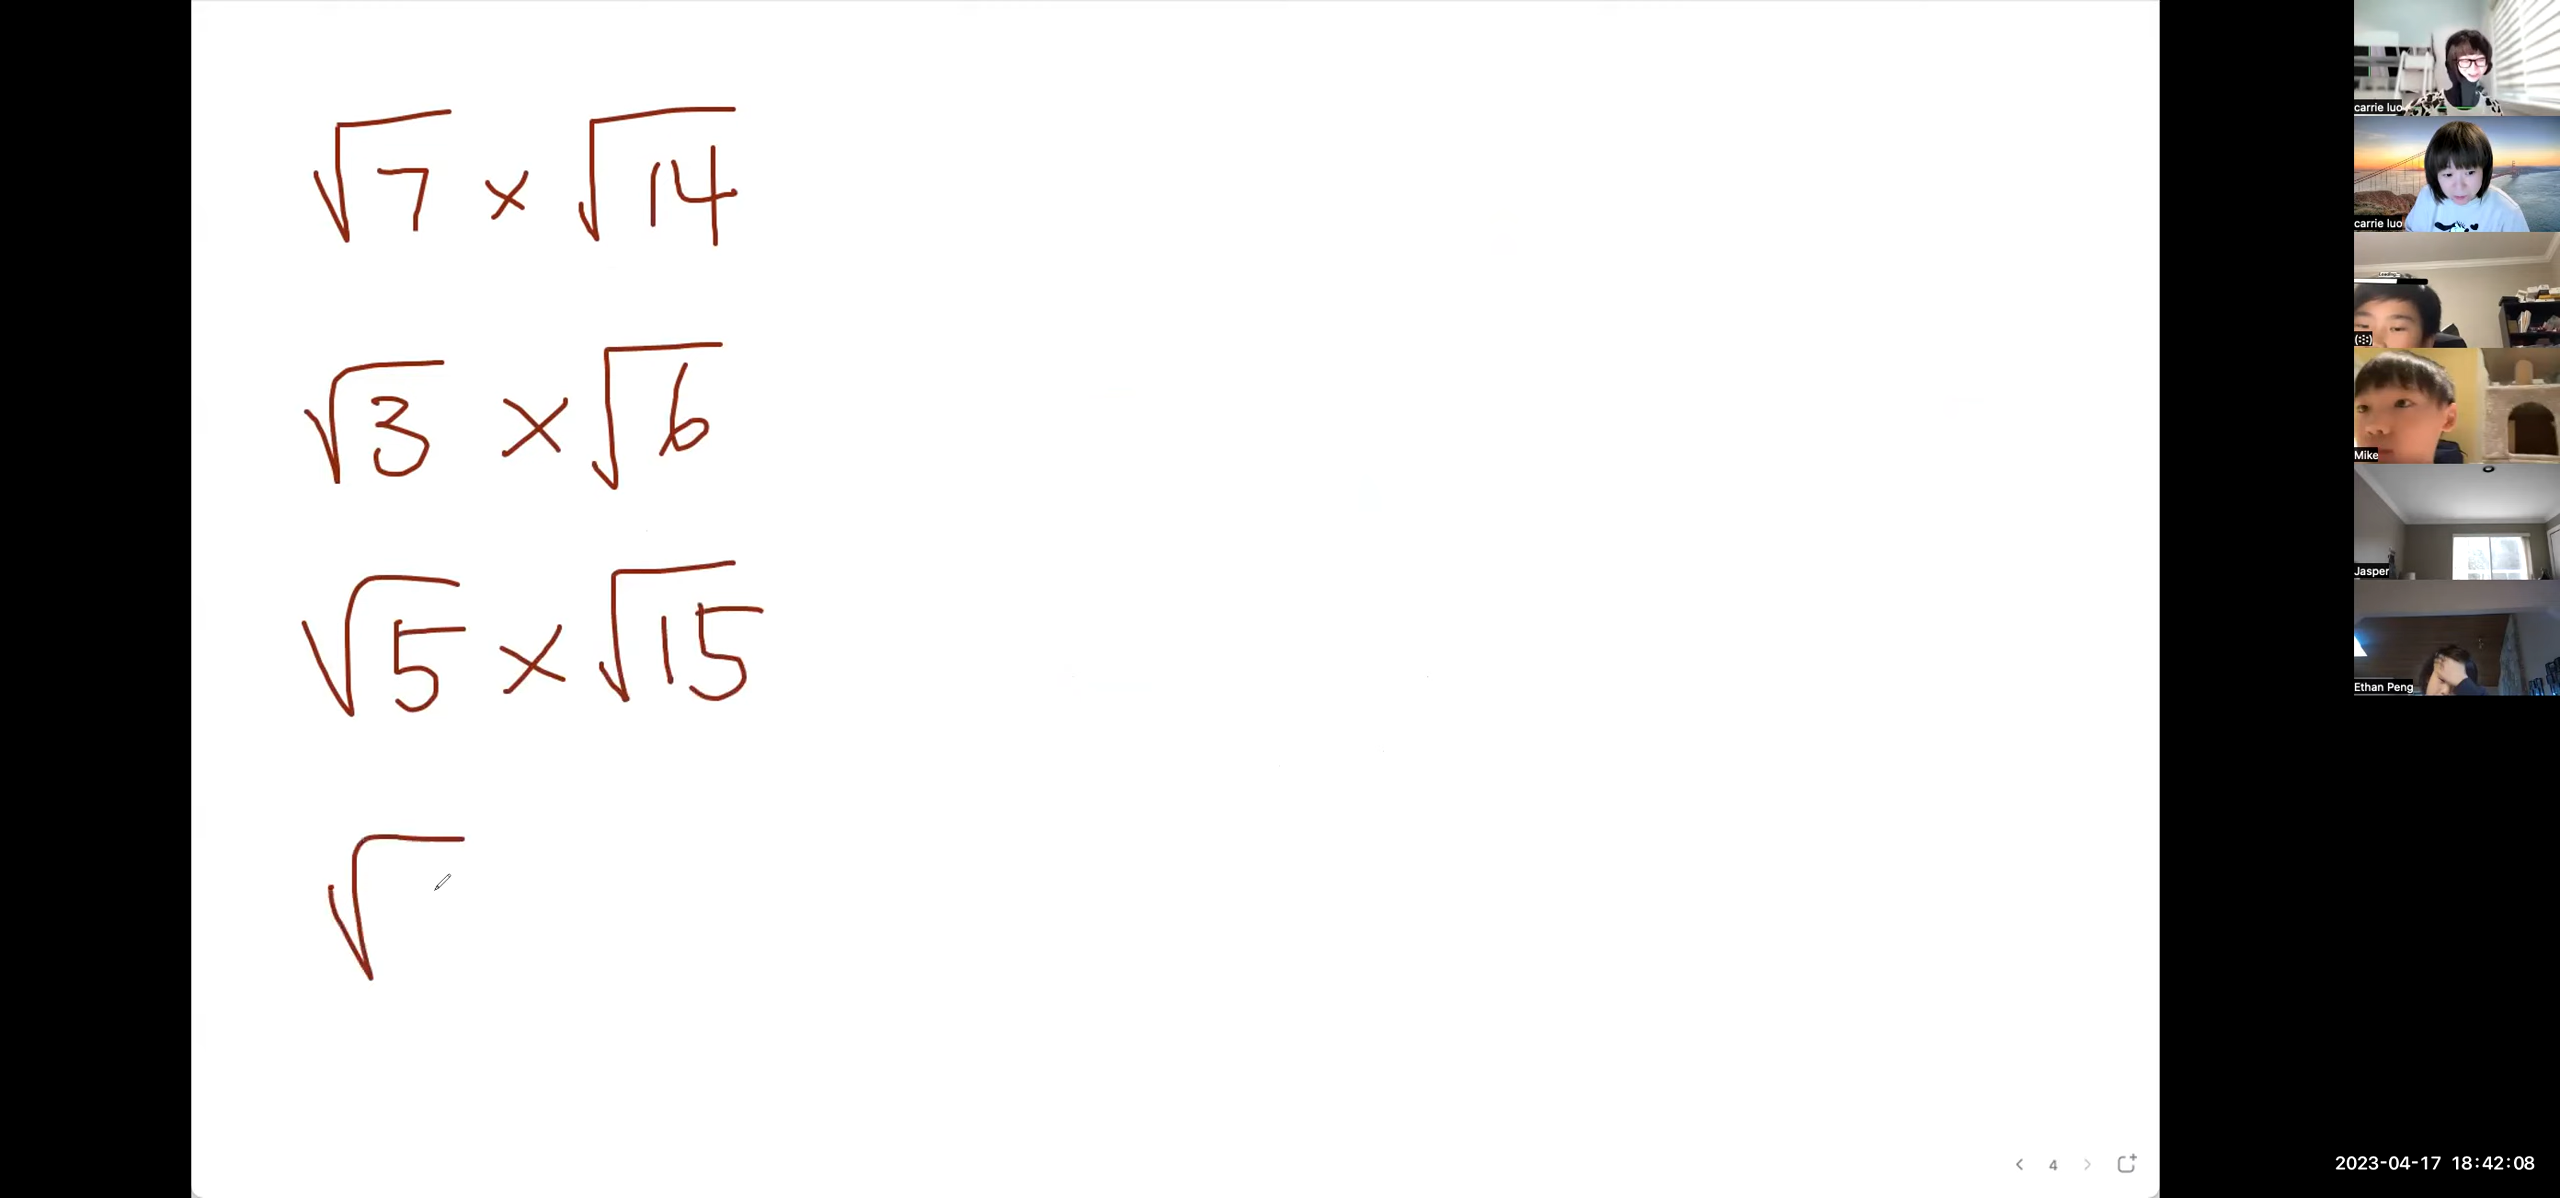 √7 × √14
√3 × √6
√5 × √15
√
carrie luo
carrie luo
Mike
Jasper
Ethan Peng
< 4 >
2023-04-17 18:42:08